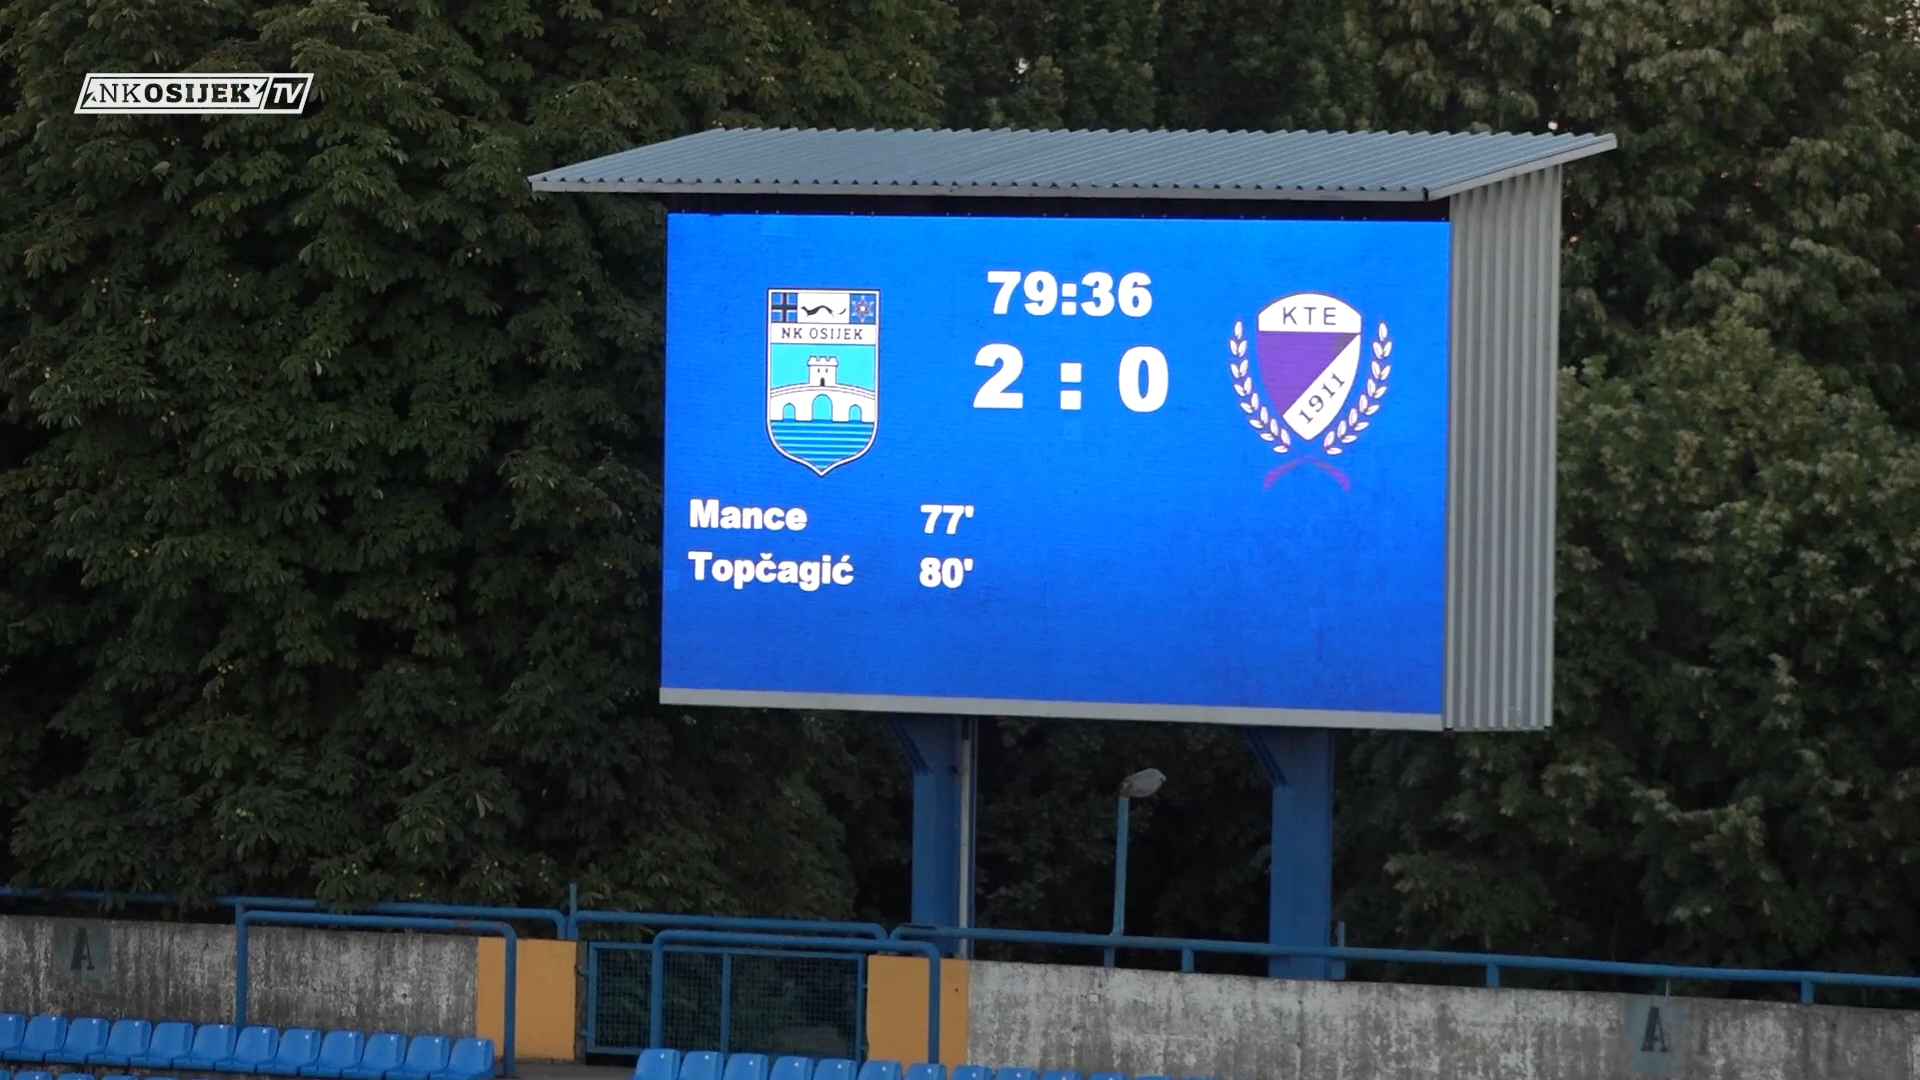 NKOSIJEK TV
79:36
NK OSIJEK
KTE
2 : 0
1911
Mance 77'
Topčagić 80'
A
A